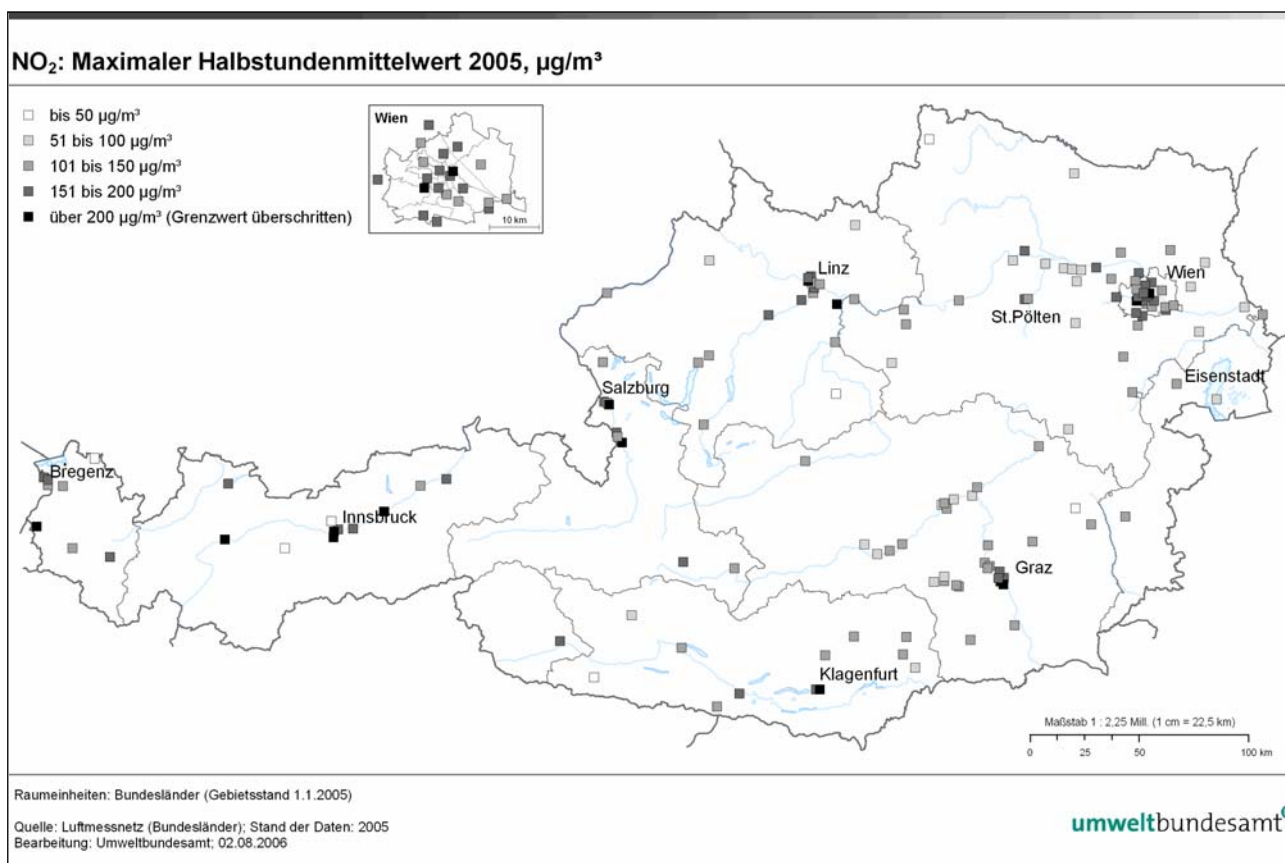 NO₂: Maximaler Halbstundenmittelwert 2005, µg/m³
bis 50 µg/m³
51 bis 100 µg/m³
101 bis 150 µg/m³
151 bis 200 µg/m³
über 200 µg/m³ (Grenzwert überschritten)
Wien
10 km
Linz
Wien
St.Pölten
Eisenstadt
Salzburg
Bregenz
Innsbruck
Graz
Klagenfurt
Maßstab 1 : 2,25 Mill. (1 cm = 22,5 km)
0 25 50 100 km
Raumeinheiten: Bundesländer (Gebietsstand 1.1.2005)
Quelle: Luftmessnetz (Bundesländer); Stand der Daten: 2005
Bearbeitung: Umweltbundesamt; 02.08.2006
umweltbundesamt